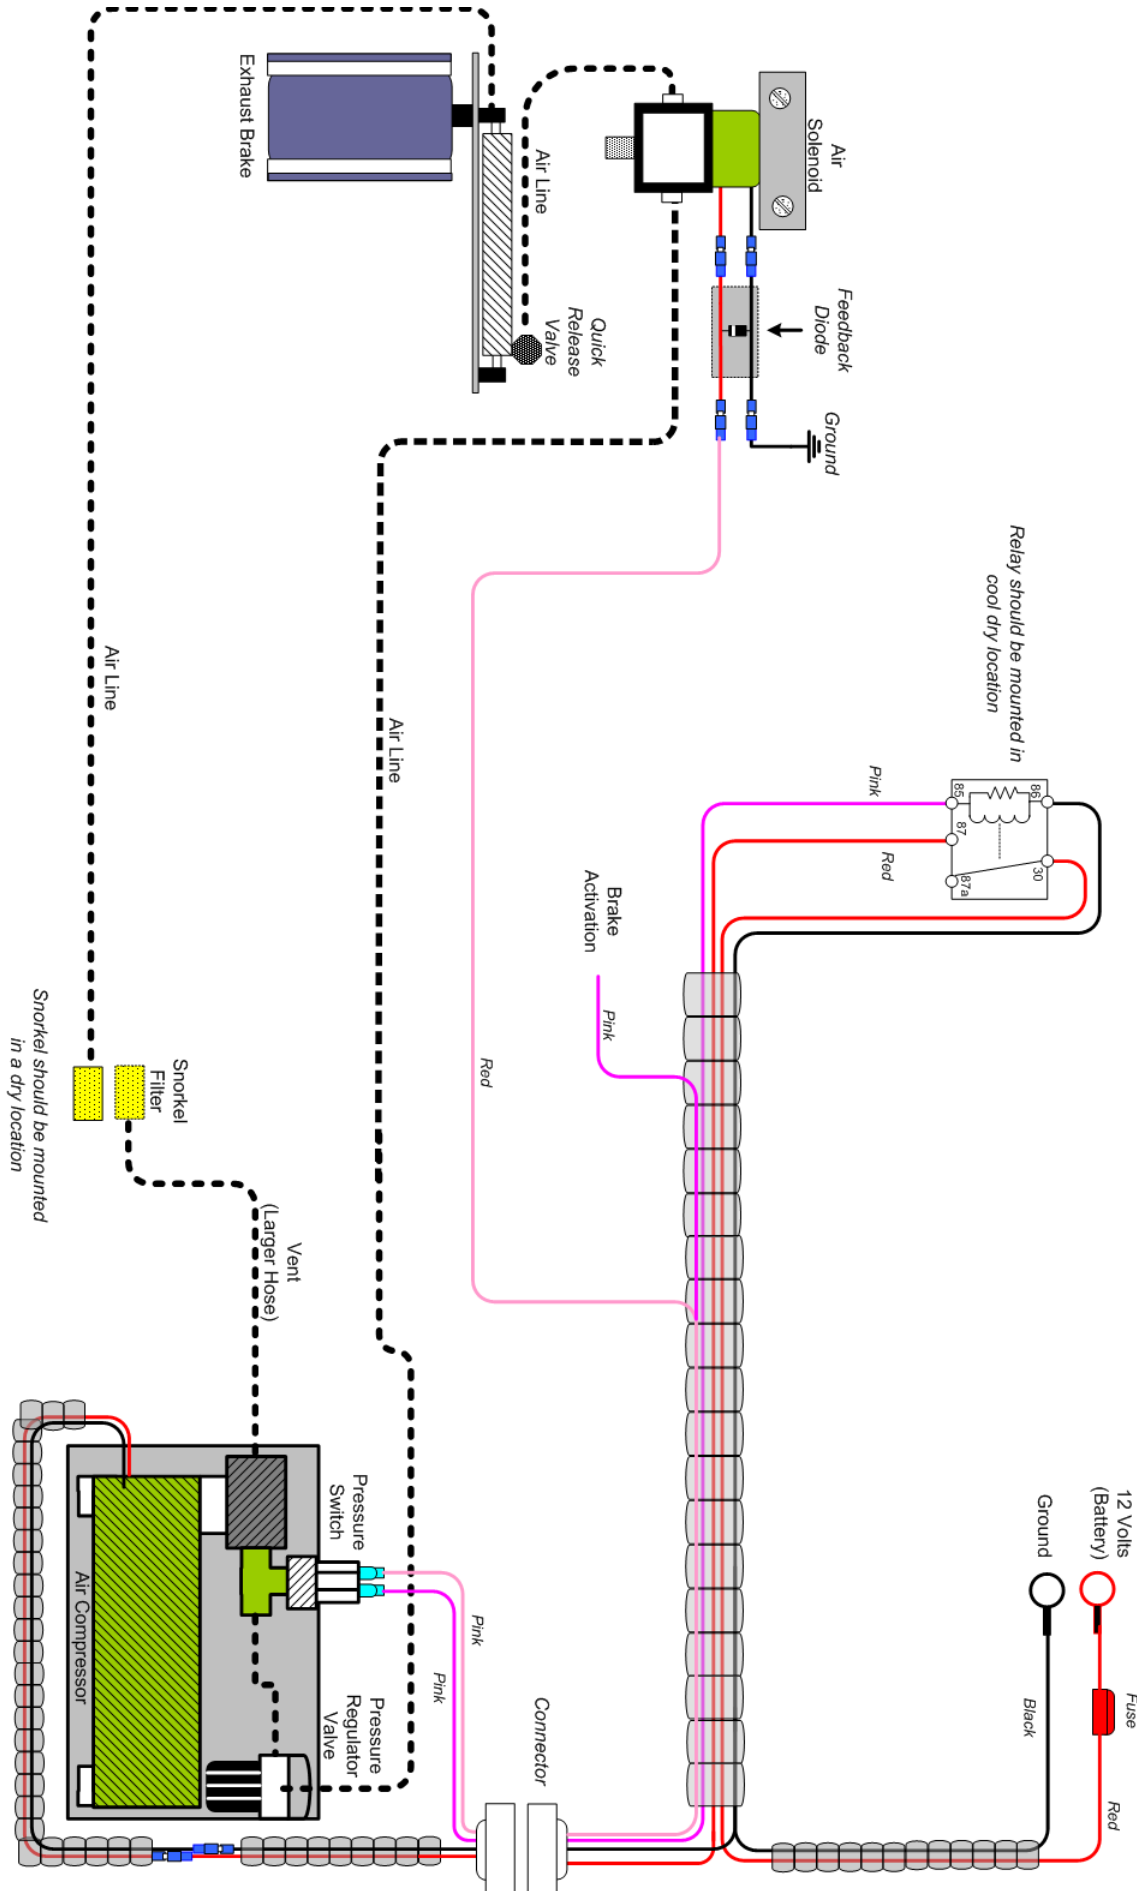 12 Volts
(Battery)
Fuse
Red
Ground
Black
Connector
Relay should be mounted in
cool dry location
86
30
85
87
87a
Pink
Red
Brake
Activation
Pink
Red
Ground
Feedback
Diode
Air
Solenoid
Quick
Release
Valve
Air Line
Exhaust Brake
Air Line
Air Line
Snorkel
Filter
Snorkel should be mounted
in a dry location
Vent
(Larger Hose)
Pressure
Switch
Pink
Pink
Pressure
Regulator
Valve
Air Compressor